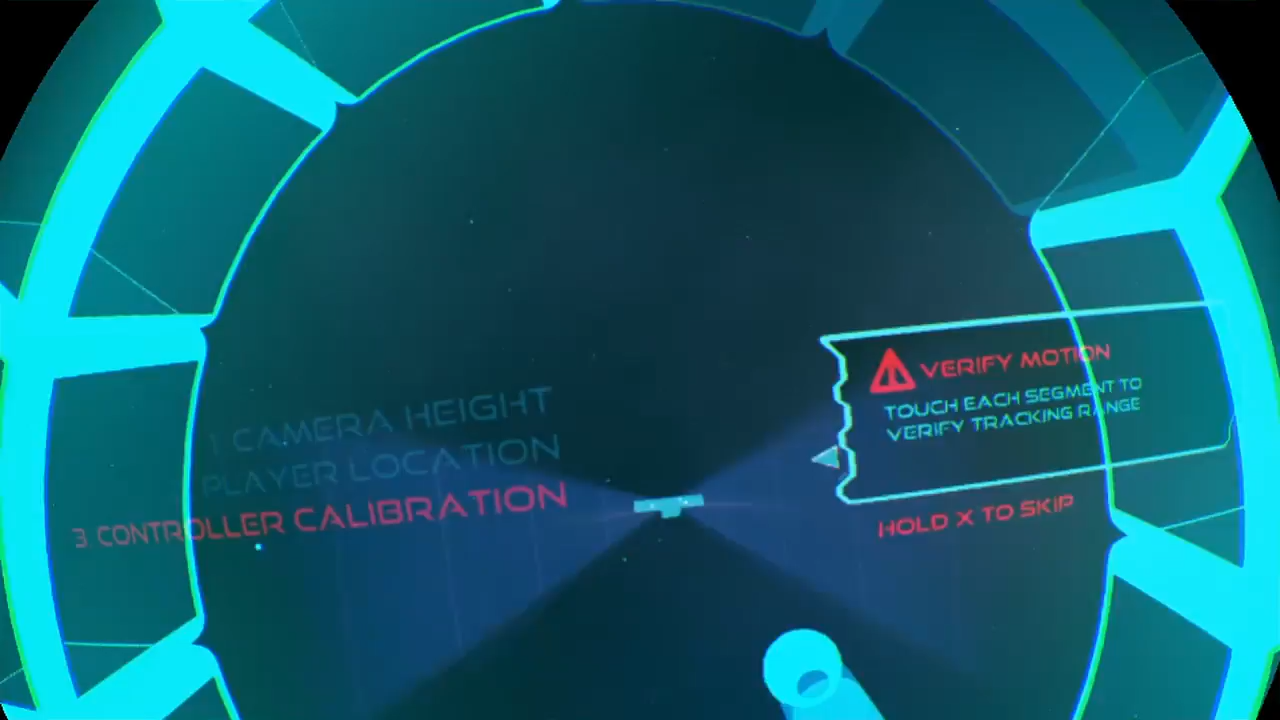 1. CAMERA HEIGHT
PLAYER LOCATION
3. CONTROLLER CALIBRATION
VERIFY MOTION
TOUCH EACH SEGMENT TO
VERIFY TRACKING RANGE
HOLD X TO SKIP